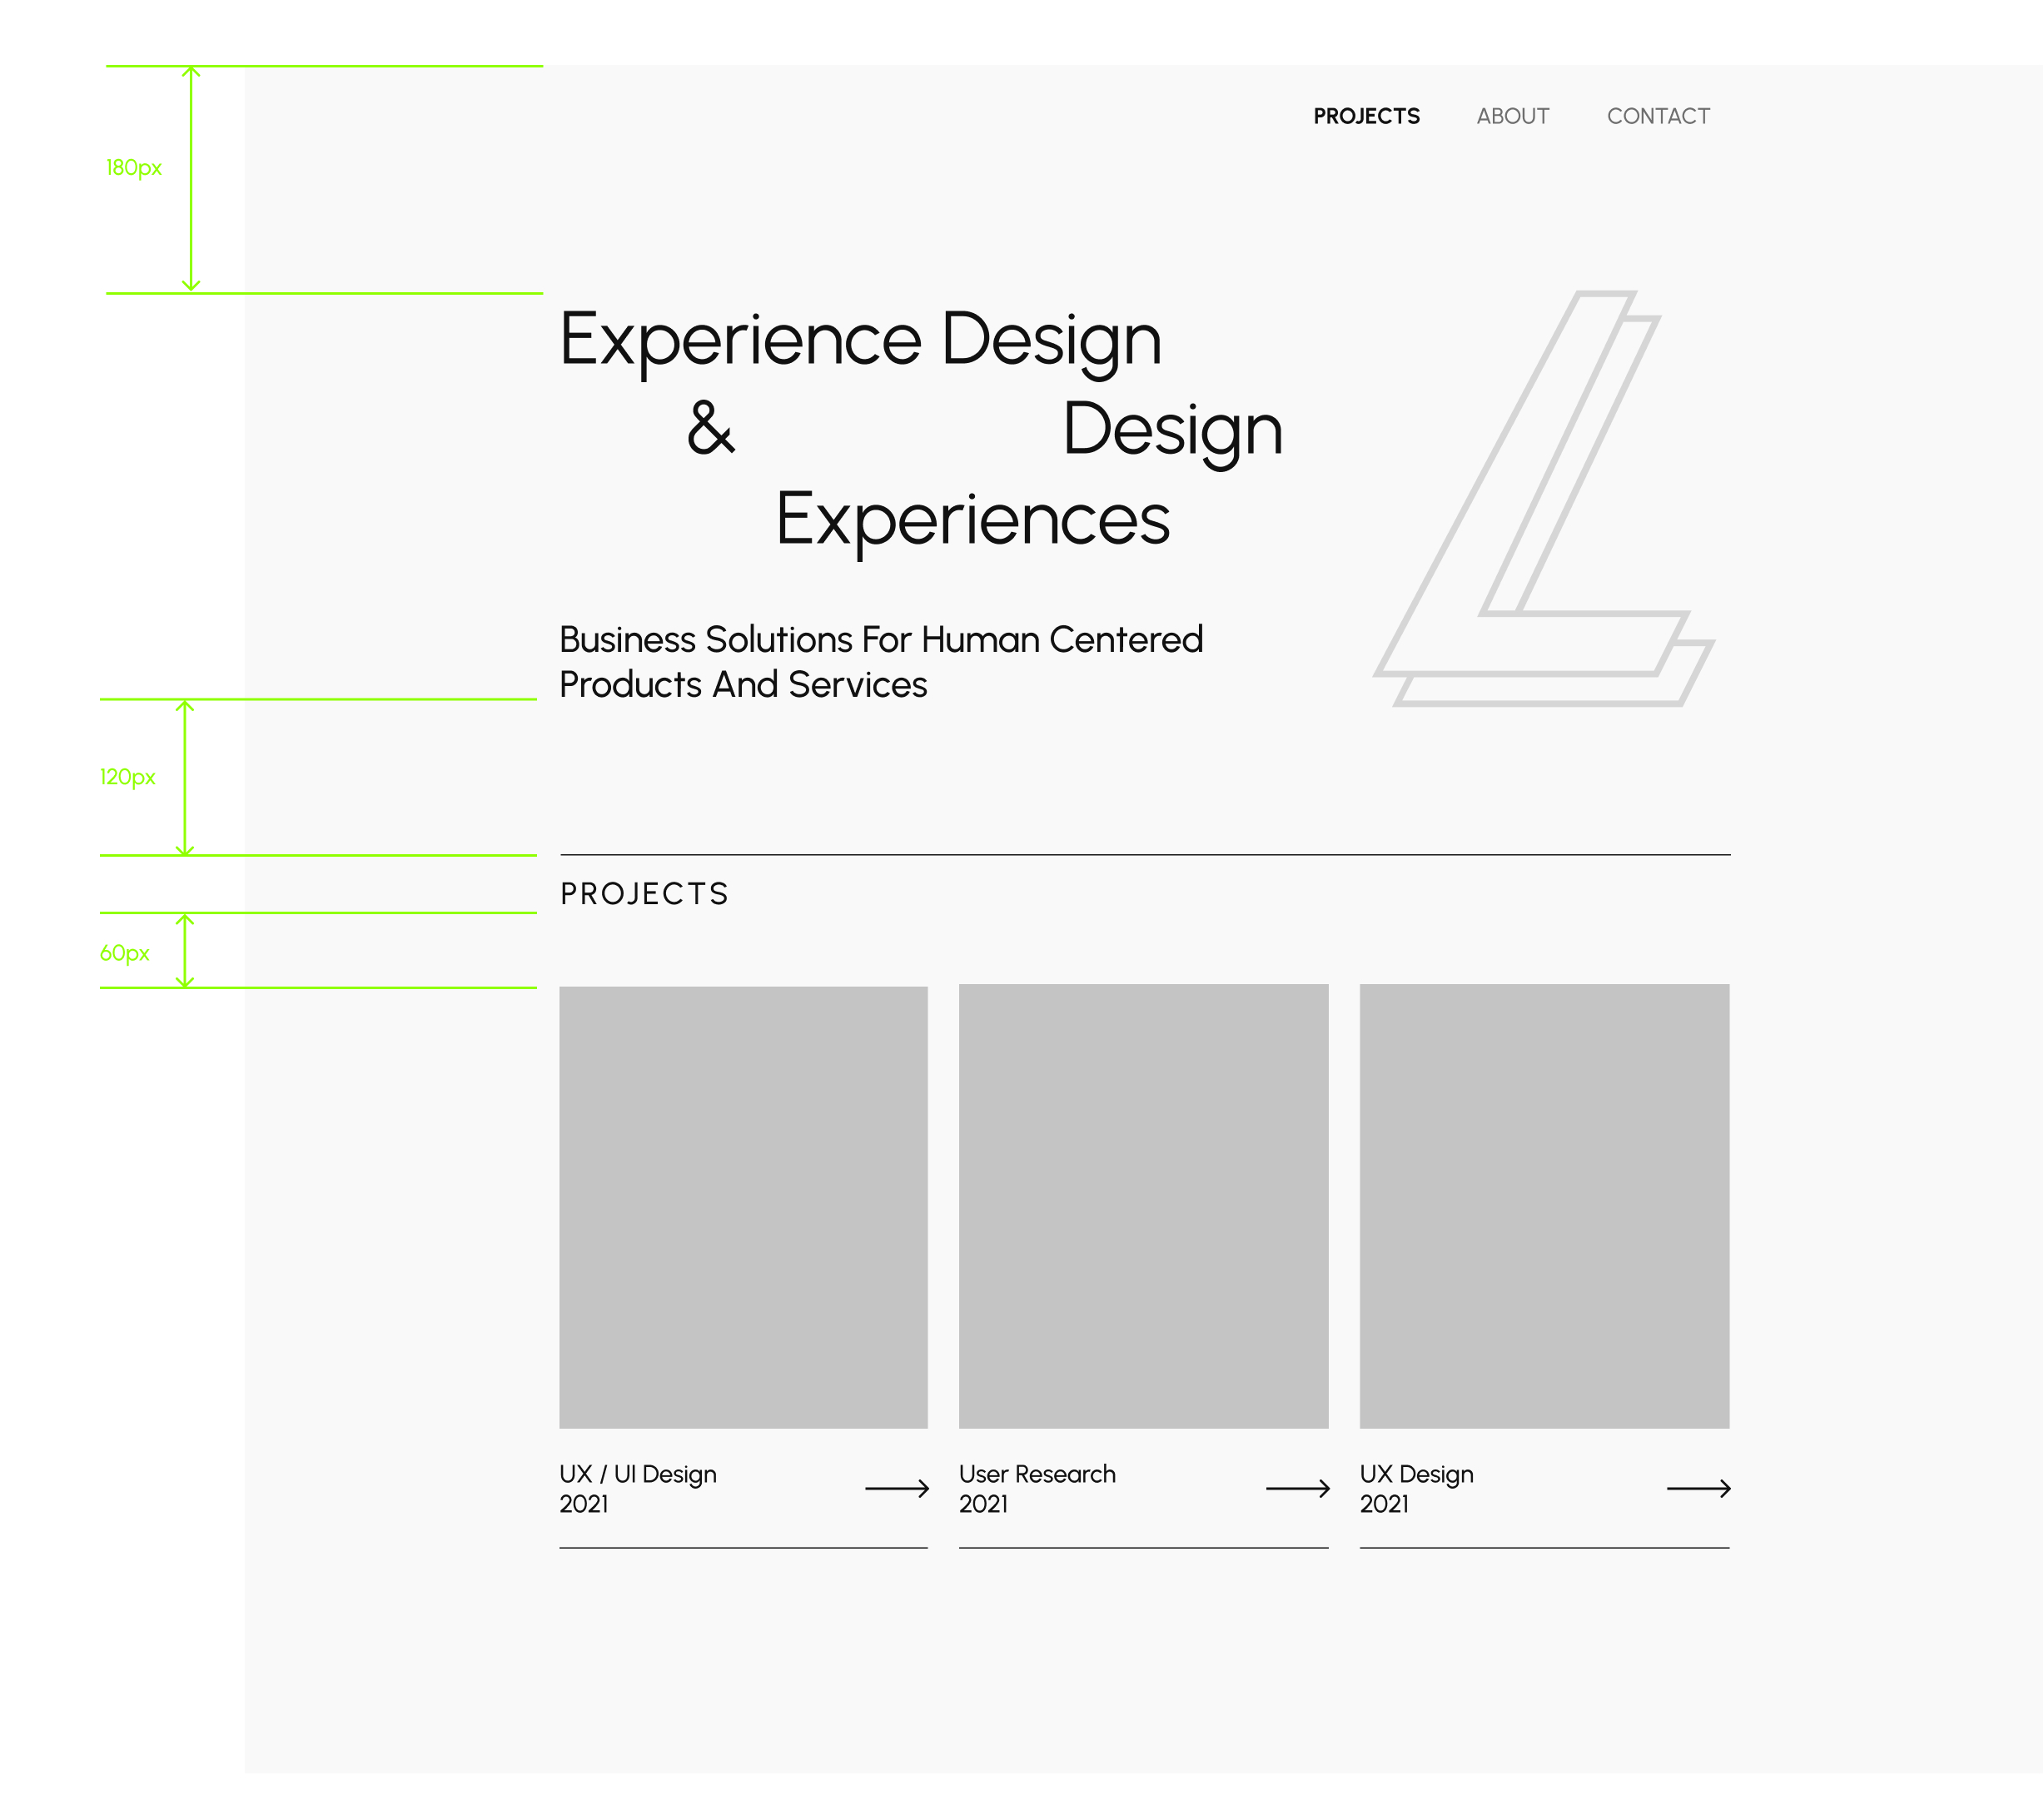 PROJECTS ABOUT CONTACT
180px
Experience Design
& Design
Experiences
Business Solutions For Human Centered
Products And Services
120px
PROJECTS
60px
UX / UI Design
2021
User Research
2021
UX Design
2021